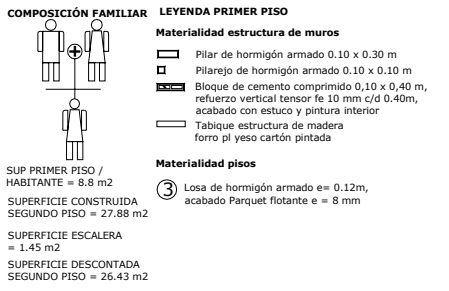 COMPOSICIÓN FAMILIAR
SUP PRIMER PISO /
HABITANTE = 8.8 m2
SUPERFICIE CONSTRUIDA
SEGUNDO PISO = 27.88 m2
SUPERFICIE ESCALERA
= 1.45 m2
SUPERFICIE DESCONTADA
SEGUNDO PISO = 26.43 m2
LEYENDA PRIMER PISO
Materialidad estructura de muros
Pilar de hormigón armado 0.10 x 0.30 m
Pilarejo de hormigón armado 0.10 x 0.10 m
Bloque de cemento comprimido 0,10 x 0,40 m,
refuerzo vertical tensor fe 10 mm c/d 0.40m,
acabado con estuco y pintura interior
Tabique estructura de madera
forro pl yeso cartón pintada
Materialidad pisos
3 Losa de hormigón armado e= 0.12m,
acabado Parquet flotante e = 8 mm